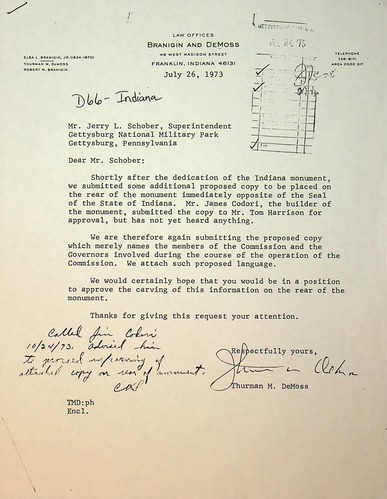 LAW OFFICES
BRANIGIN AND DEMOSS
49 WEST MADISON STREET
FRANKLIN, INDIANA 46131
ELBA L. BRANIGIN, JR. (1934-1970)
THURMAN M. DEMOSS
ROBERT M. BRANIGIN
TELEPHONE
736-8171
AREA CODE 317
July 26, 1973
D66 - Indiana
Mr. Jerry L. Schober, Superintendent
Gettysburg National Military Park
Gettysburg, Pennsylvania
Dear Mr. Schober:
Shortly after the dedication of the Indiana monument,
we submitted some additional proposed copy to be placed on
the rear of the monument immediately opposite of the Seal
of the State of Indiana. Mr. James Codori, the builder of
the monument, submitted the copy to Mr. Tom Harrison for
approval, but has not yet heard anything.
We are therefore again submitting the proposed copy
which merely names the members of the Commission and the
Governors involved during the course of the operation of the
Commission. We attach such proposed language.
We would certainly hope that you would be in a position
to approve the carving of this information on the rear of the
monument.
Thanks for giving this request your attention.
Called Jim Codori
10/24/73. advised him
to proceed w/carving of
attached copy on rear of monument.
Respectfully yours,
Thurman M. DeMoss
TMD:ph
Encl.